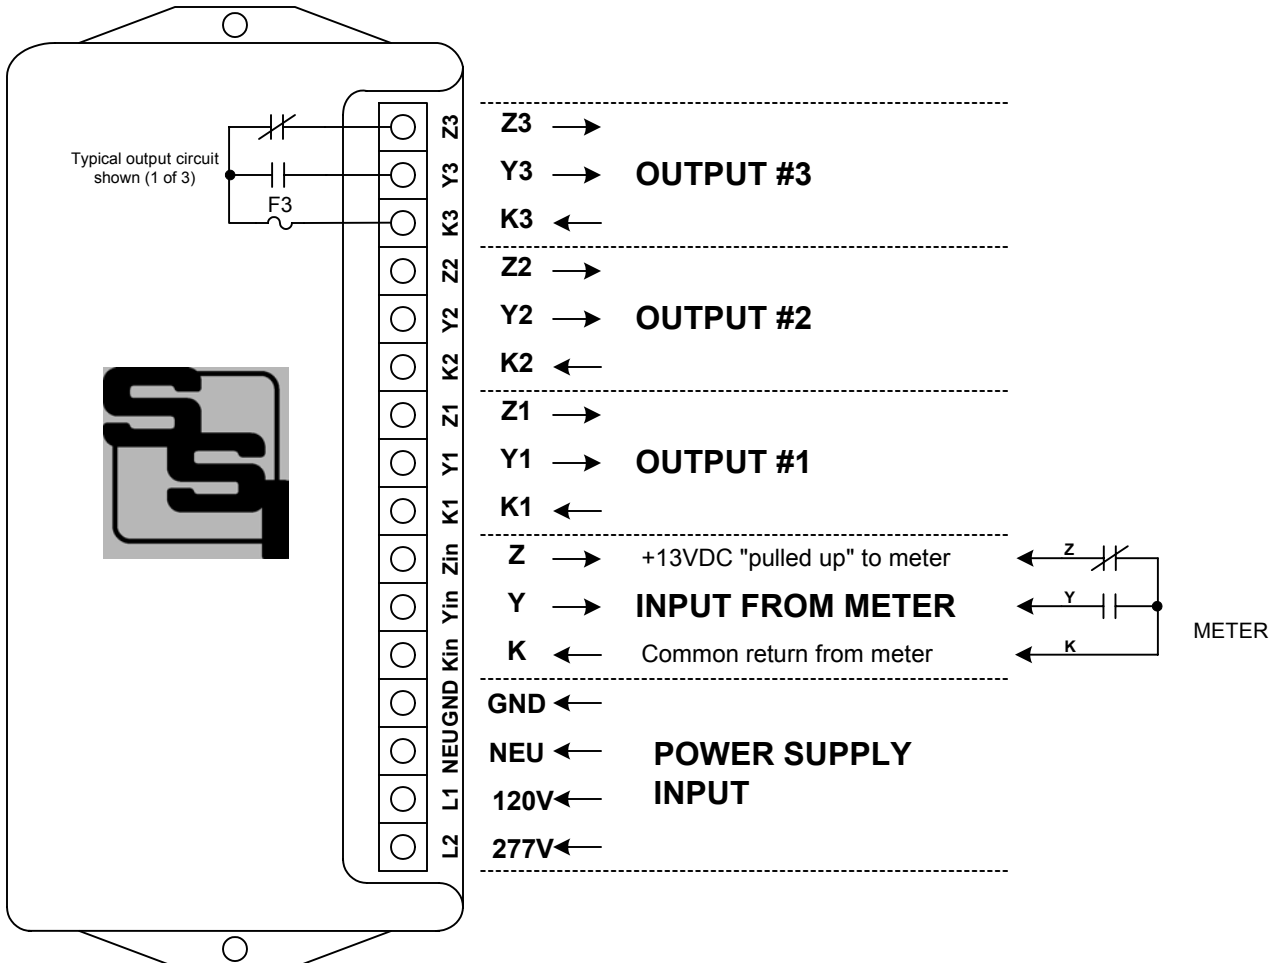 Typical output circuit
shown (1 of 3)
F3
Z3
Y3
K3
Z2
Y2
K2
Z1
Y1
K1
Zin
Yin
Kin
GND
NEU
L1
L2
SSI
Z3
Y3 OUTPUT #3
K3
Z2
Y2 OUTPUT #2
K2
Z1
Y1 OUTPUT #1
K1
Z +13VDC "pulled up" to meter
Y INPUT FROM METER
K Common return from meter
GND
NEU POWER SUPPLY
120V INPUT
277V
Z
Y
K
METER